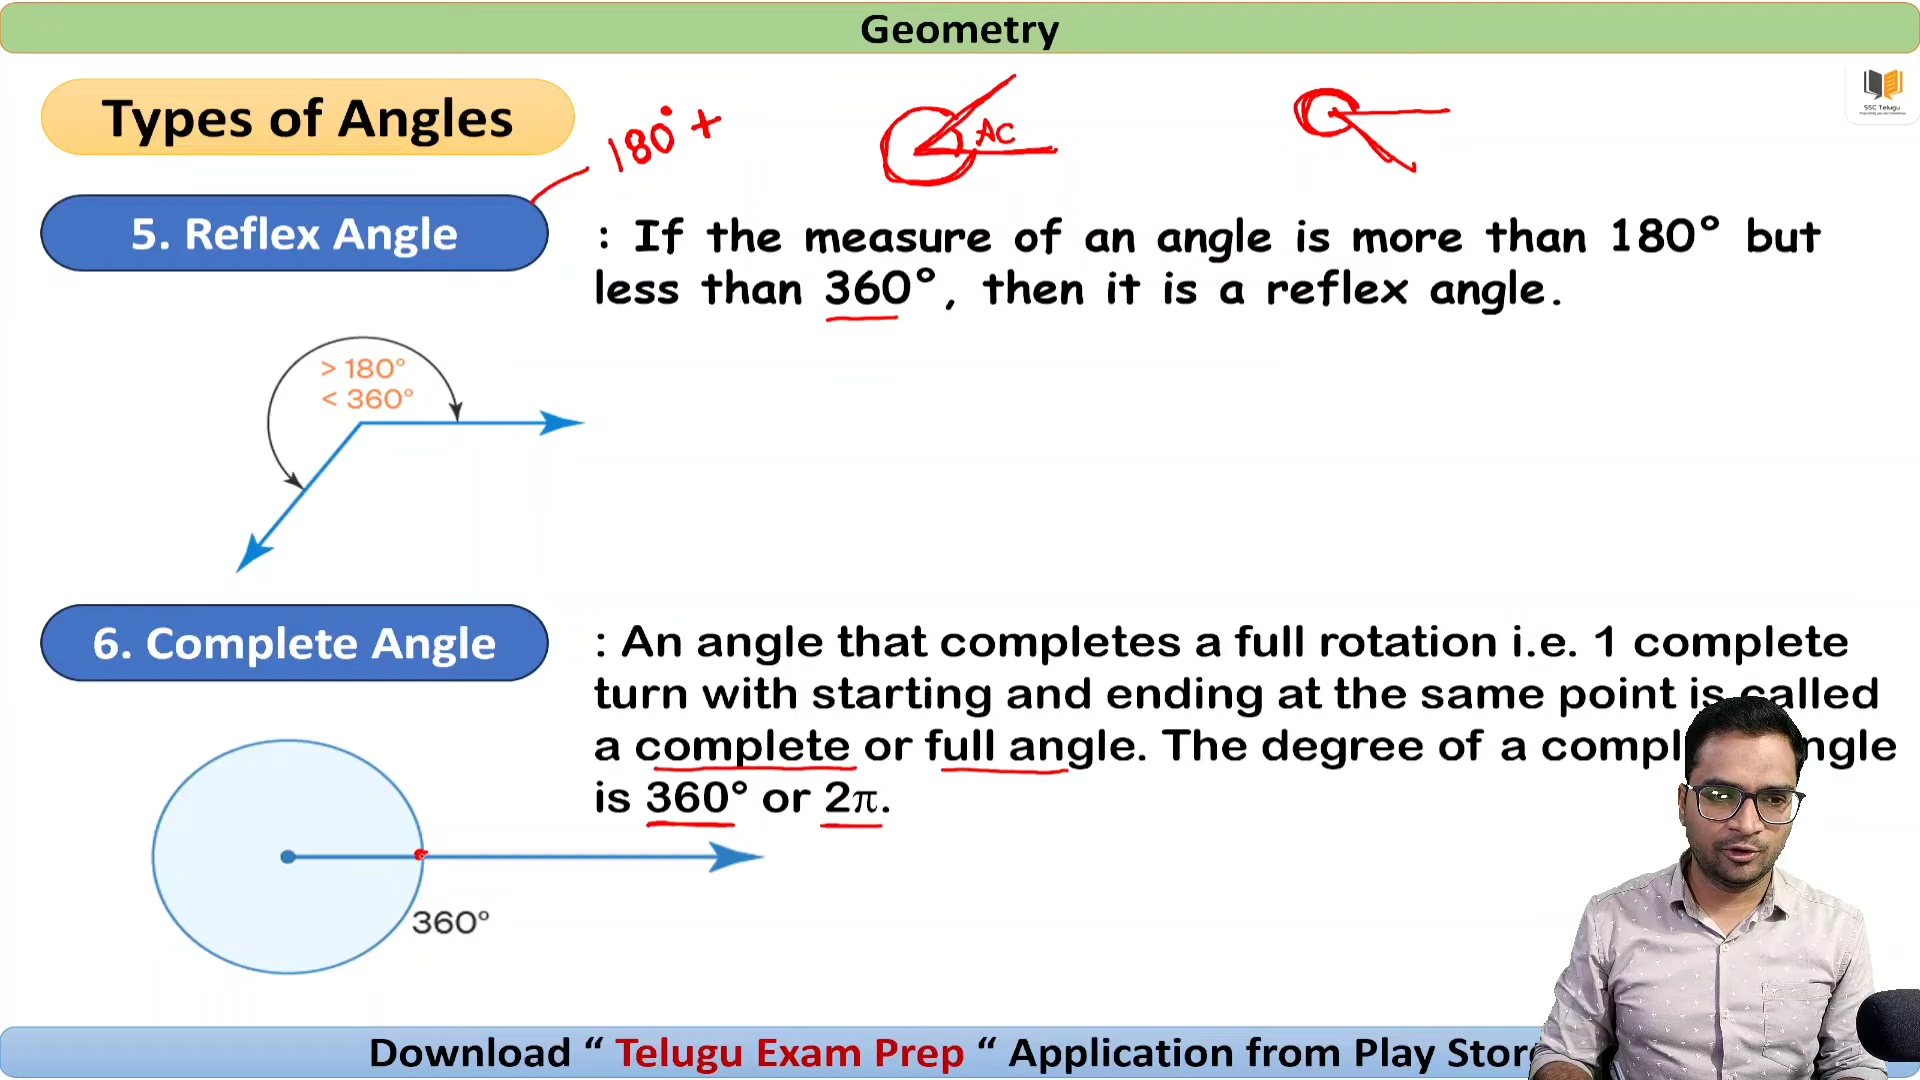 Geometry
Types of Angles
180° +
AC
SSC Telugu
5. Reflex Angle
: If the measure of an angle is more than 180° but
less than 360°, then it is a reflex angle.
> 180°
< 360°
6. Complete Angle
: An angle that completes a full rotation i.e. 1 complete
turn with starting and ending at the same point is called
a complete or full angle. The degree of a compl ngle
is 360° or 2π.
360°
Download “ Telugu Exam Prep “ Application from Play Stor